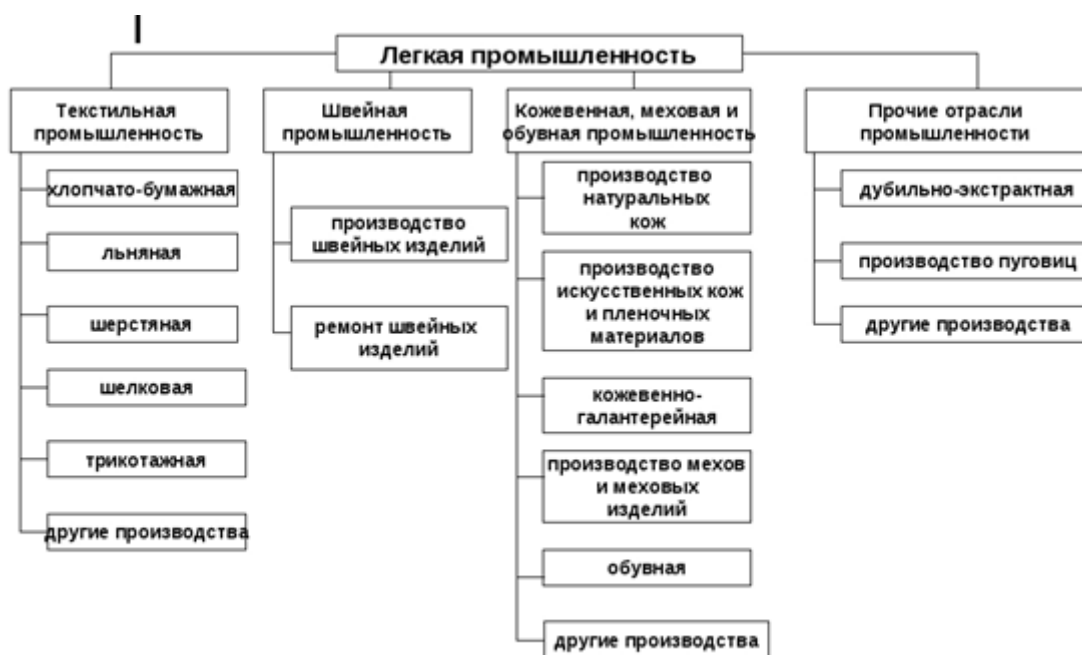 Легкая промышленность
Текстильная
промышленность
хлопчато-бумажная
льняная
шерстяная
шелковая
трикотажная
другие производства
Швейная
промышленность
производство
швейных изделий
ремонт швейных
изделий
Кожевенная, меховая и
обувная промышленность
производство
натуральных
кож
производство
искусственных кож
и пленочных
материалов
кожевенно-
галантерейная
производство мехов
и меховых
изделий
обувная
другие производства
Прочие отрасли
промышленности
дубильно-экстрактная
производство пуговиц
другие производства